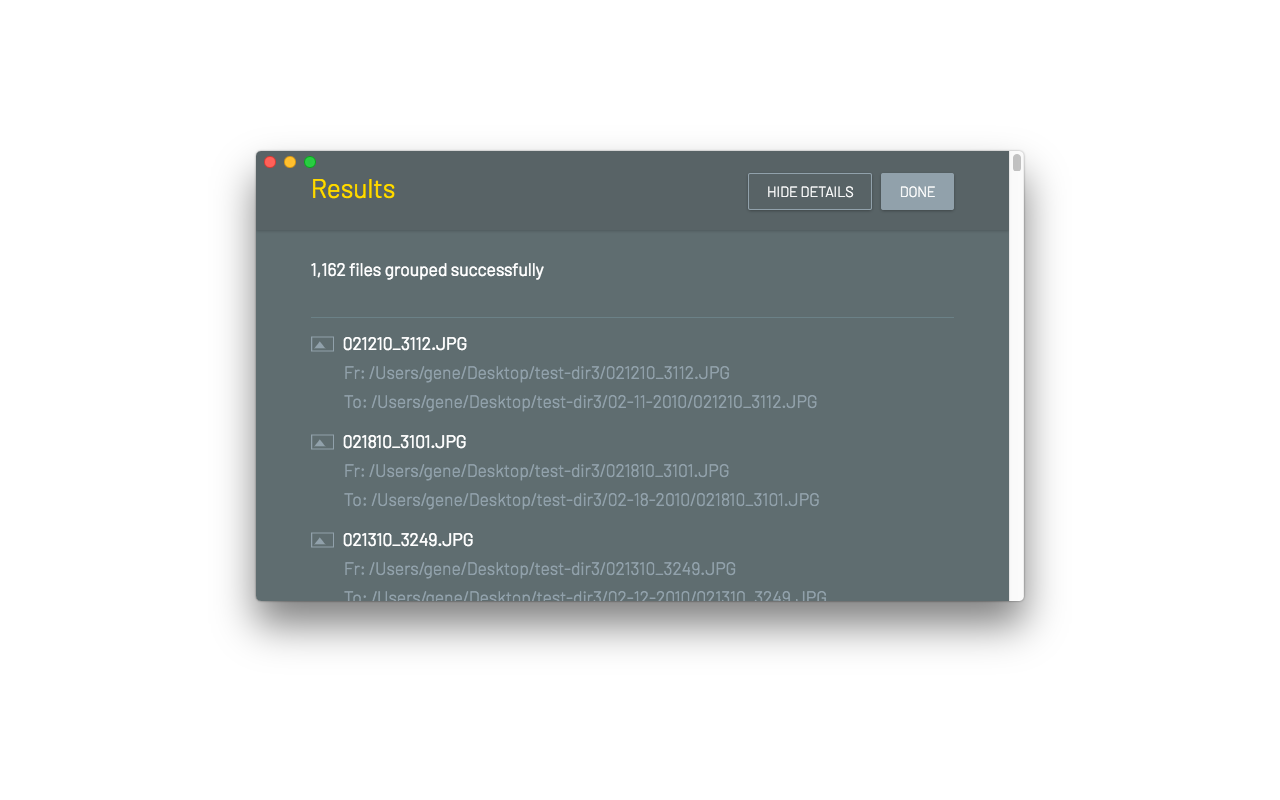 Results
HIDE DETAILS
DONE
1,162 files grouped successfully
021210_3112.JPG
Fr: /Users/gene/Desktop/test-dir3/021210_3112.JPG
To: /Users/gene/Desktop/test-dir3/02-11-2010/021210_3112.JPG
021810_3101.JPG
Fr: /Users/gene/Desktop/test-dir3/021810_3101.JPG
To: /Users/gene/Desktop/test-dir3/02-18-2010/021810_3101.JPG
021310_3249.JPG
Fr: /Users/gene/Desktop/test-dir3/021310_3249.JPG
To: /Users/gene/Desktop/test-dir3/02-12-2010/021310_3249.JPG